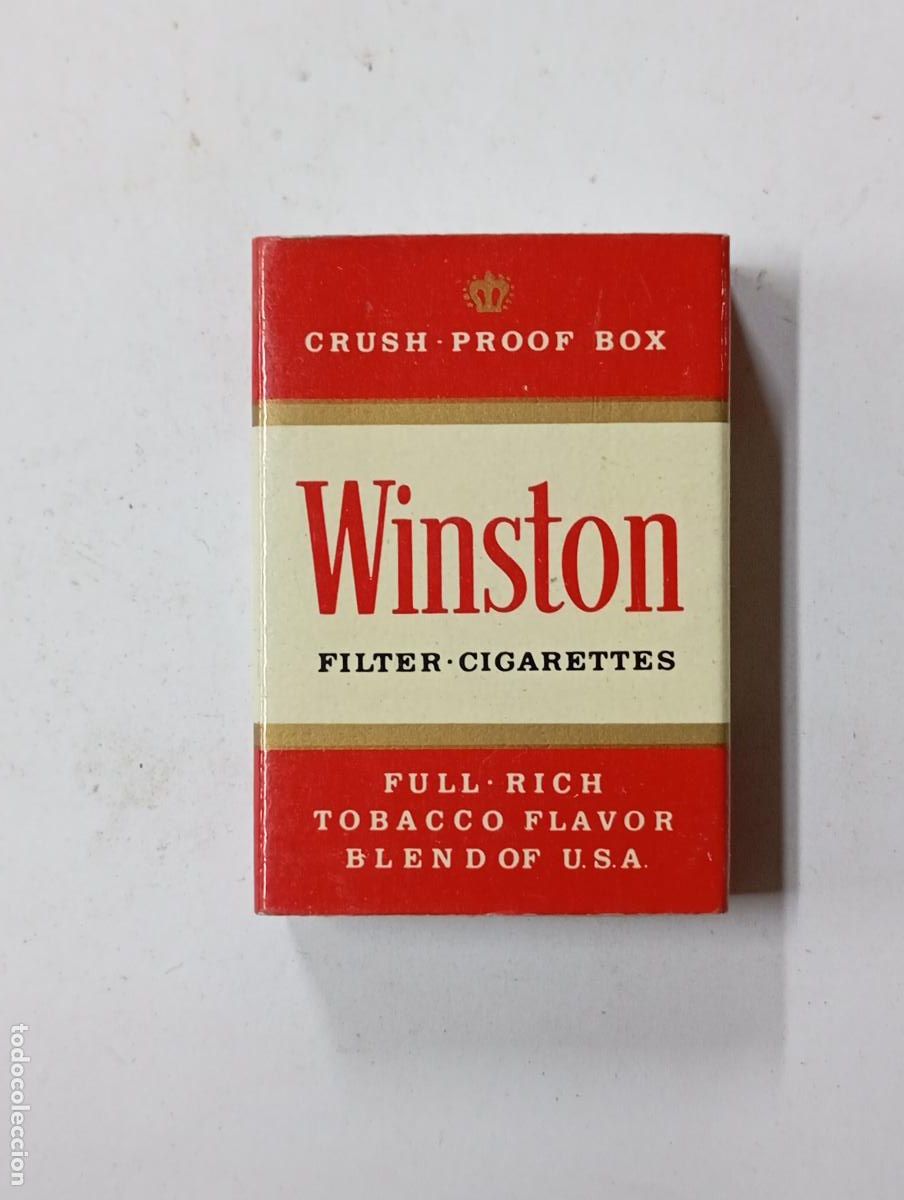 CRUSH · PROOF BOX
Winston
FILTER · CIGARETTES
FULL · RICH
TOBACCO FLAVOR
BLEND OF U.S.A.
todocoleccion